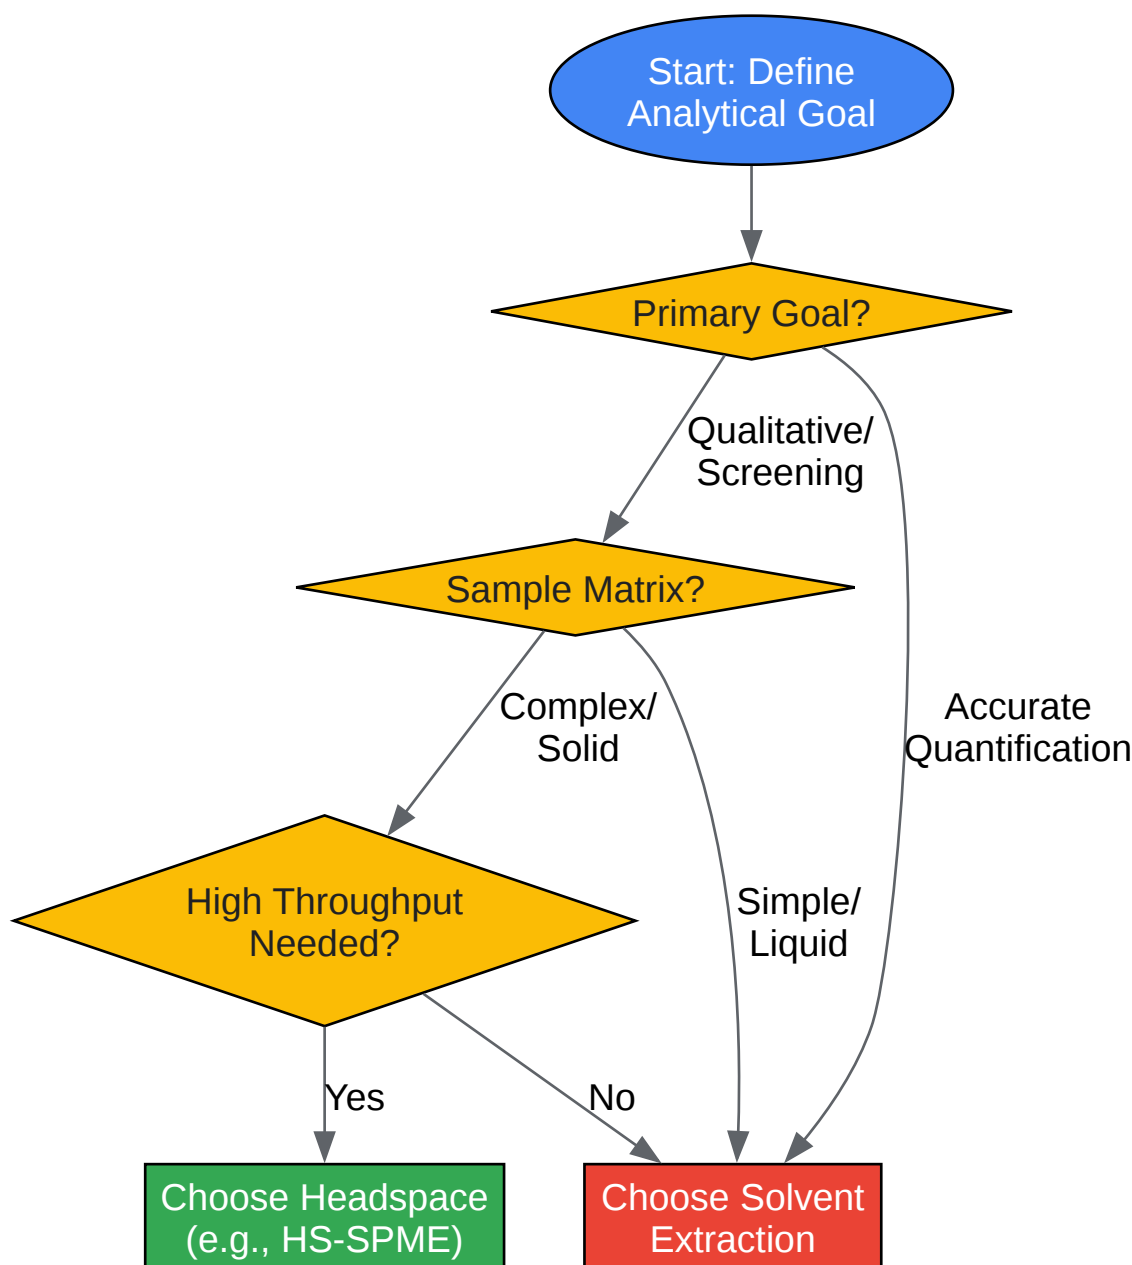 Start: Define
Analytical Goal
Primary Goal?
Qualitative/
Screening
Sample Matrix?
Complex/
Solid
Accurate
Quantification
High Throughput
Needed?
Simple/
Liquid
Yes
No
Choose Headspace
(e.g., HS-SPME)
Choose Solvent
Extraction